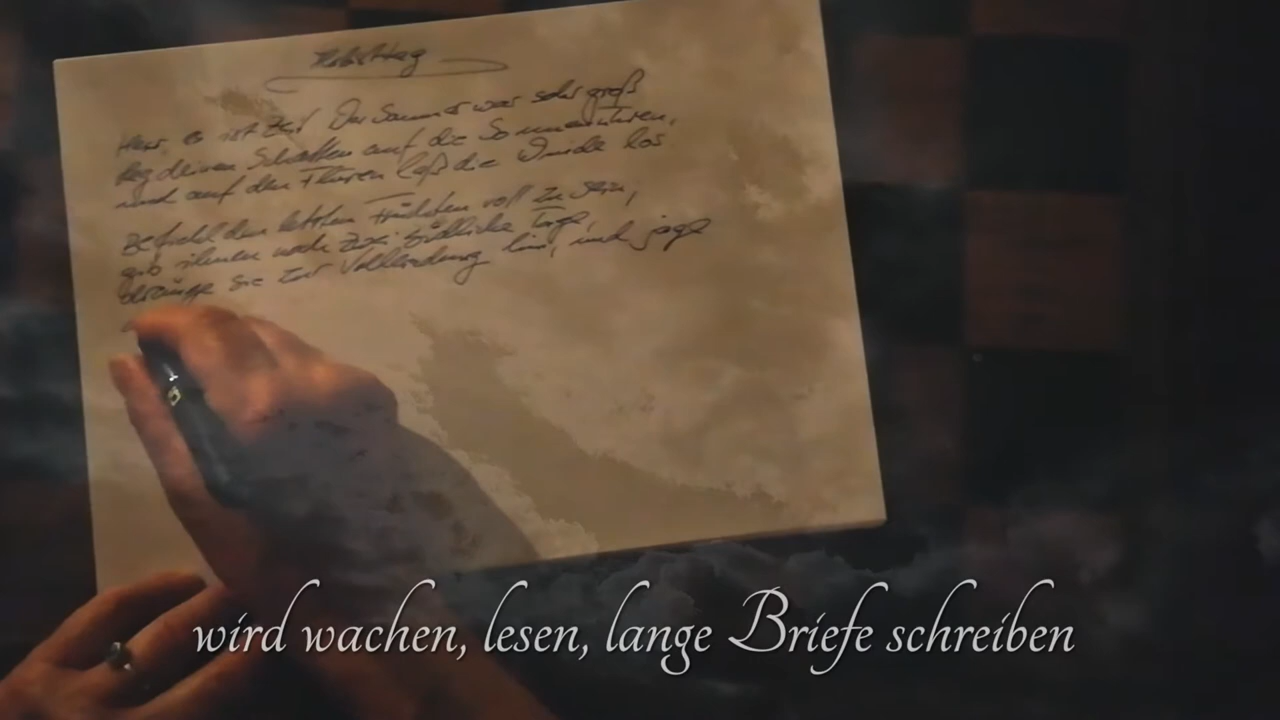 Herbsttag
Herr, es ist Zeit. Der Sommer war sehr groß
leg deinen Schatten auf die Sonnenuhren,
und auf den Fluren laß die Winde los
Befiehl den letzten Früchten voll zu sein,
gib ihnen noch zwei südliche Tage,
dränge sie zur Vollendung hin, und jage
wird wachen, lesen, lange Briefe schreiben